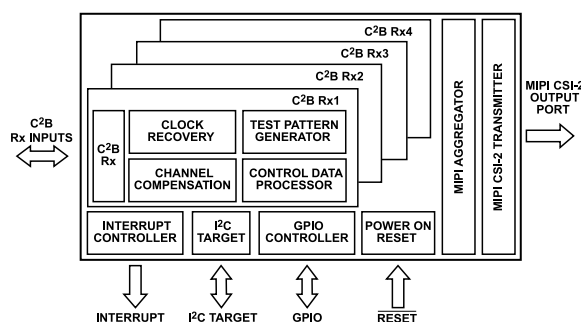 C²B Rx4
C²B Rx3
C²B Rx2
C²B Rx1
C²B
Rx INPUTS
C²B
Rx
CLOCK
RECOVERY
TEST PATTERN
GENERATOR
CHANNEL
COMPENSATION
CONTROL DATA
PROCESSOR
MIPI AGGREGATOR
MIPI CSI-2 TRANSMITTER
MIPI CSI-2
OUTPUT
PORT
INTERRUPT
CONTROLLER
I²C
TARGET
GPIO
CONTROLLER
POWER ON
RESET
INTERRUPT
I²C TARGET
GPIO
RESET